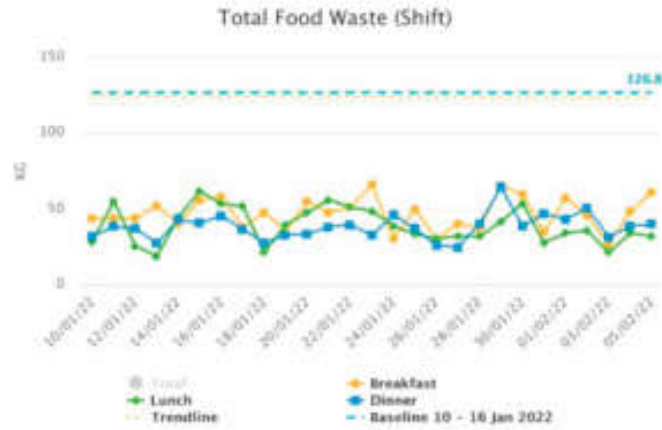 Total Food Waste (Shift)
150
126.8
100
KG
50
0
10/01/22
12/01/22
14/01/22
16/01/22
18/01/22
20/01/22
22/01/22
24/01/22
26/01/22
28/01/22
30/01/22
01/02/22
03/02/22
05/02/22
Total
Breakfast
Lunch
Dinner
Trendline
Baseline 10 - 16 Jan 2022